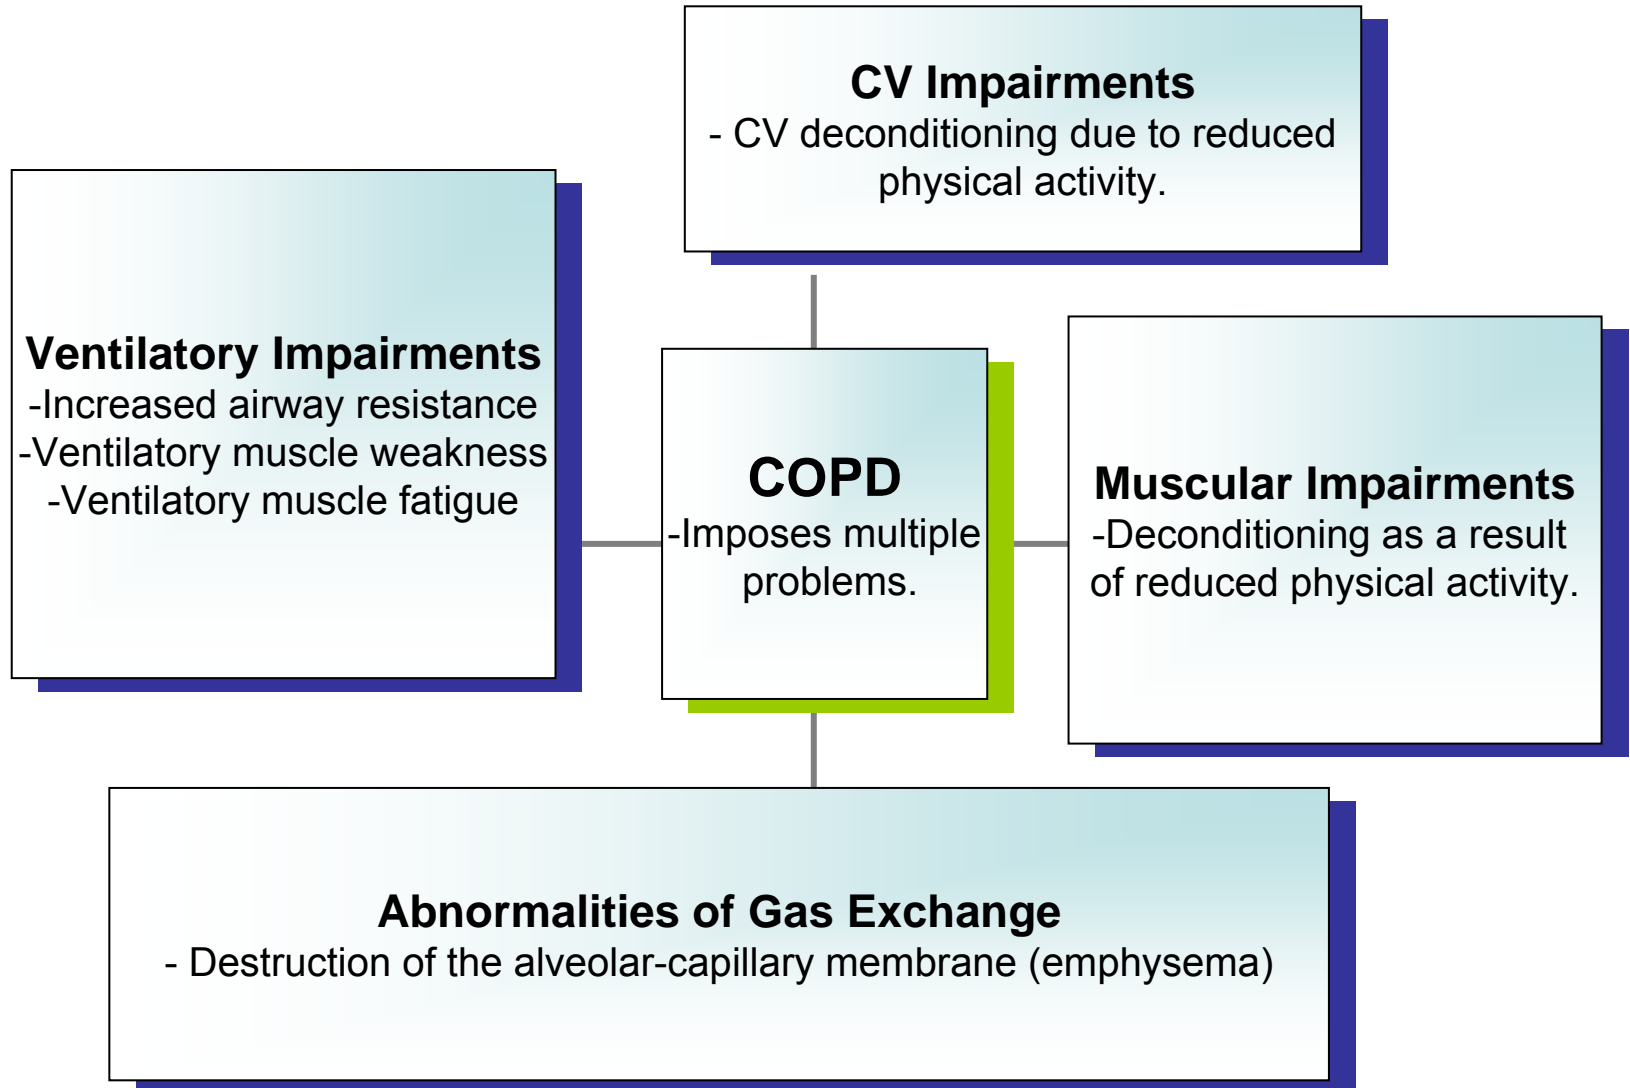 CV Impairments
- CV deconditioning due to reduced
physical activity.
Ventilatory Impairments
-Increased airway resistance
-Ventilatory muscle weakness
-Ventilatory muscle fatigue
COPD
-Imposes multiple
problems.
Muscular Impairments
-Deconditioning as a result
of reduced physical activity.
Abnormalities of Gas Exchange
- Destruction of the alveolar-capillary membrane (emphysema)